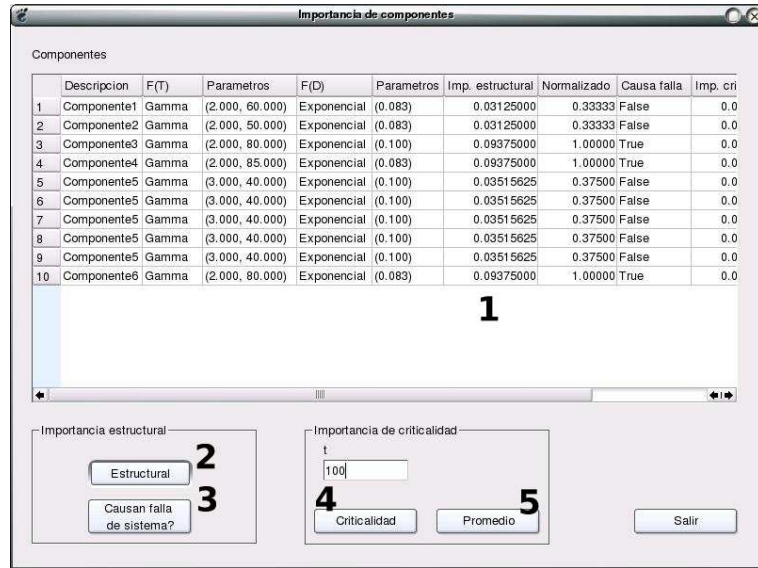 Importancia de componentes
Componentes
Descripcion F(T) Parametros F(D) Parametros Imp. estructural Normalizado Causa falla Imp. cri
1 Componente1 Gamma (2.000, 60.000) Exponencial (0.083) 0.03125000 0.33333 False 0.0
2 Componente2 Gamma (2.000, 50.000) Exponencial (0.083) 0.03125000 0.33333 False 0.0
3 Componente3 Gamma (2.000, 80.000) Exponencial (0.100) 0.09375000 1.00000 True 0.0
4 Componente4 Gamma (2.000, 85.000) Exponencial (0.083) 0.09375000 1.00000 True 0.0
5 Componente5 Gamma (3.000, 40.000) Exponencial (0.100) 0.03515625 0.37500 False 0.0
6 Componente5 Gamma (3.000, 40.000) Exponencial (0.100) 0.03515625 0.37500 False 0.0
7 Componente5 Gamma (3.000, 40.000) Exponencial (0.100) 0.03515625 0.37500 False 0.0
8 Componente5 Gamma (3.000, 40.000) Exponencial (0.100) 0.03515625 0.37500 False 0.0
9 Componente5 Gamma (3.000, 40.000) Exponencial (0.100) 0.03515625 0.37500 False 0.0
10 Componente6 Gamma (2.000, 80.000) Exponencial (0.083) 0.09375000 1.00000 True 0.0
1
Importancia estructural
Estructural
2
Causan falla
de sistema?
3
Importancia de criticalidad
t
100
4
Criticalidad
5
Promedio
Salir